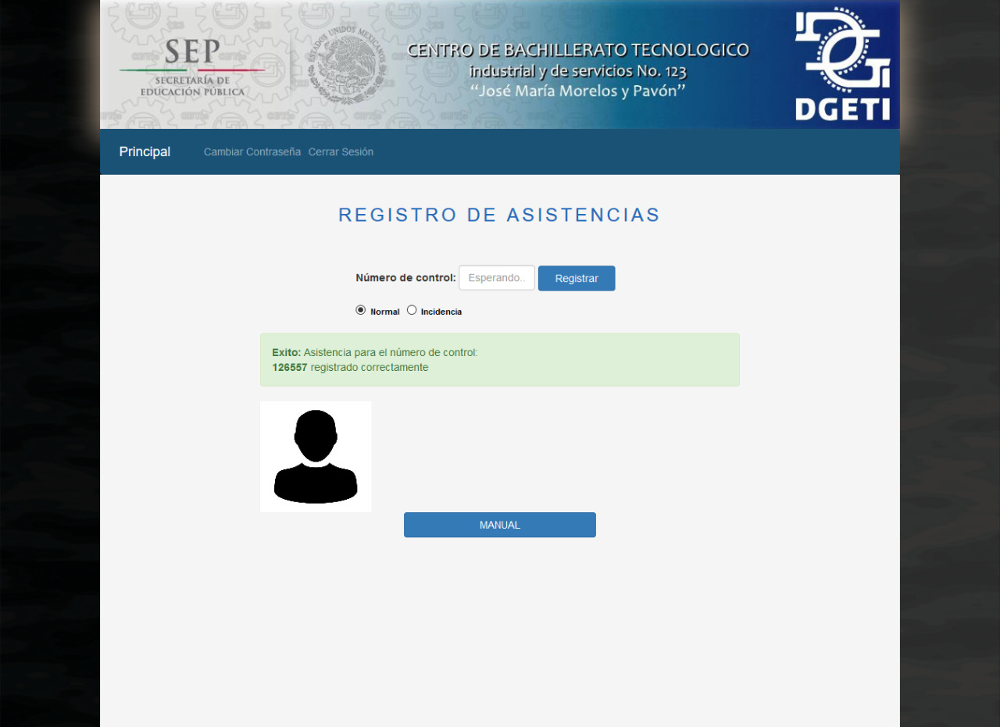 SEP
SECRETARÍA DE
EDUCACIÓN PÚBLICA
ESTADOS UNIDOS MEXICANOS
CENTRO DE BACHILLERATO TECNOLOGICO
industrial y de servicios No. 123
“José María Morelos y Pavón”
DGETI
Principal Cambiar Contraseña Cerrar Sesión
REGISTRO DE ASISTENCIAS
Número de control: Esperando.. Registrar
Normal Incidencia
Exito: Asistencia para el número de control:
126557 registrado correctamente
MANUAL